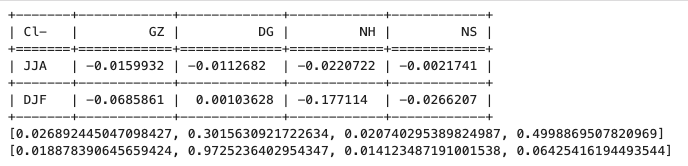 +-------+------------+-------------+------------+------------+
| Cl-   |         GZ |          DG |         NH |         NS |
+=======+============+=============+============+============+
| JJA   | -0.0159932 | -0.0112682  | -0.0220722 | -0.0021741 |
+-------+------------+-------------+------------+------------+
| DJF   | -0.0685861 |  0.00103628 | -0.177114  | -0.0266207 |
+-------+------------+-------------+------------+------------+
[0.026892445047098427, 0.3015630921722634, 0.020740295389824987, 0.4998869507820969]
[0.018878390645659424, 0.9725236402954347, 0.014123487191001538, 0.06425416194493544]